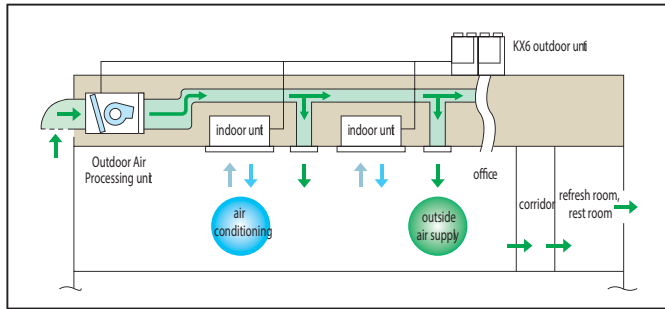 KX6 outdoor unit
indoor unit
indoor unit
Outdoor Air
Processing unit
office
corridor
refresh room,
rest room
air
conditioning
outside
air supply